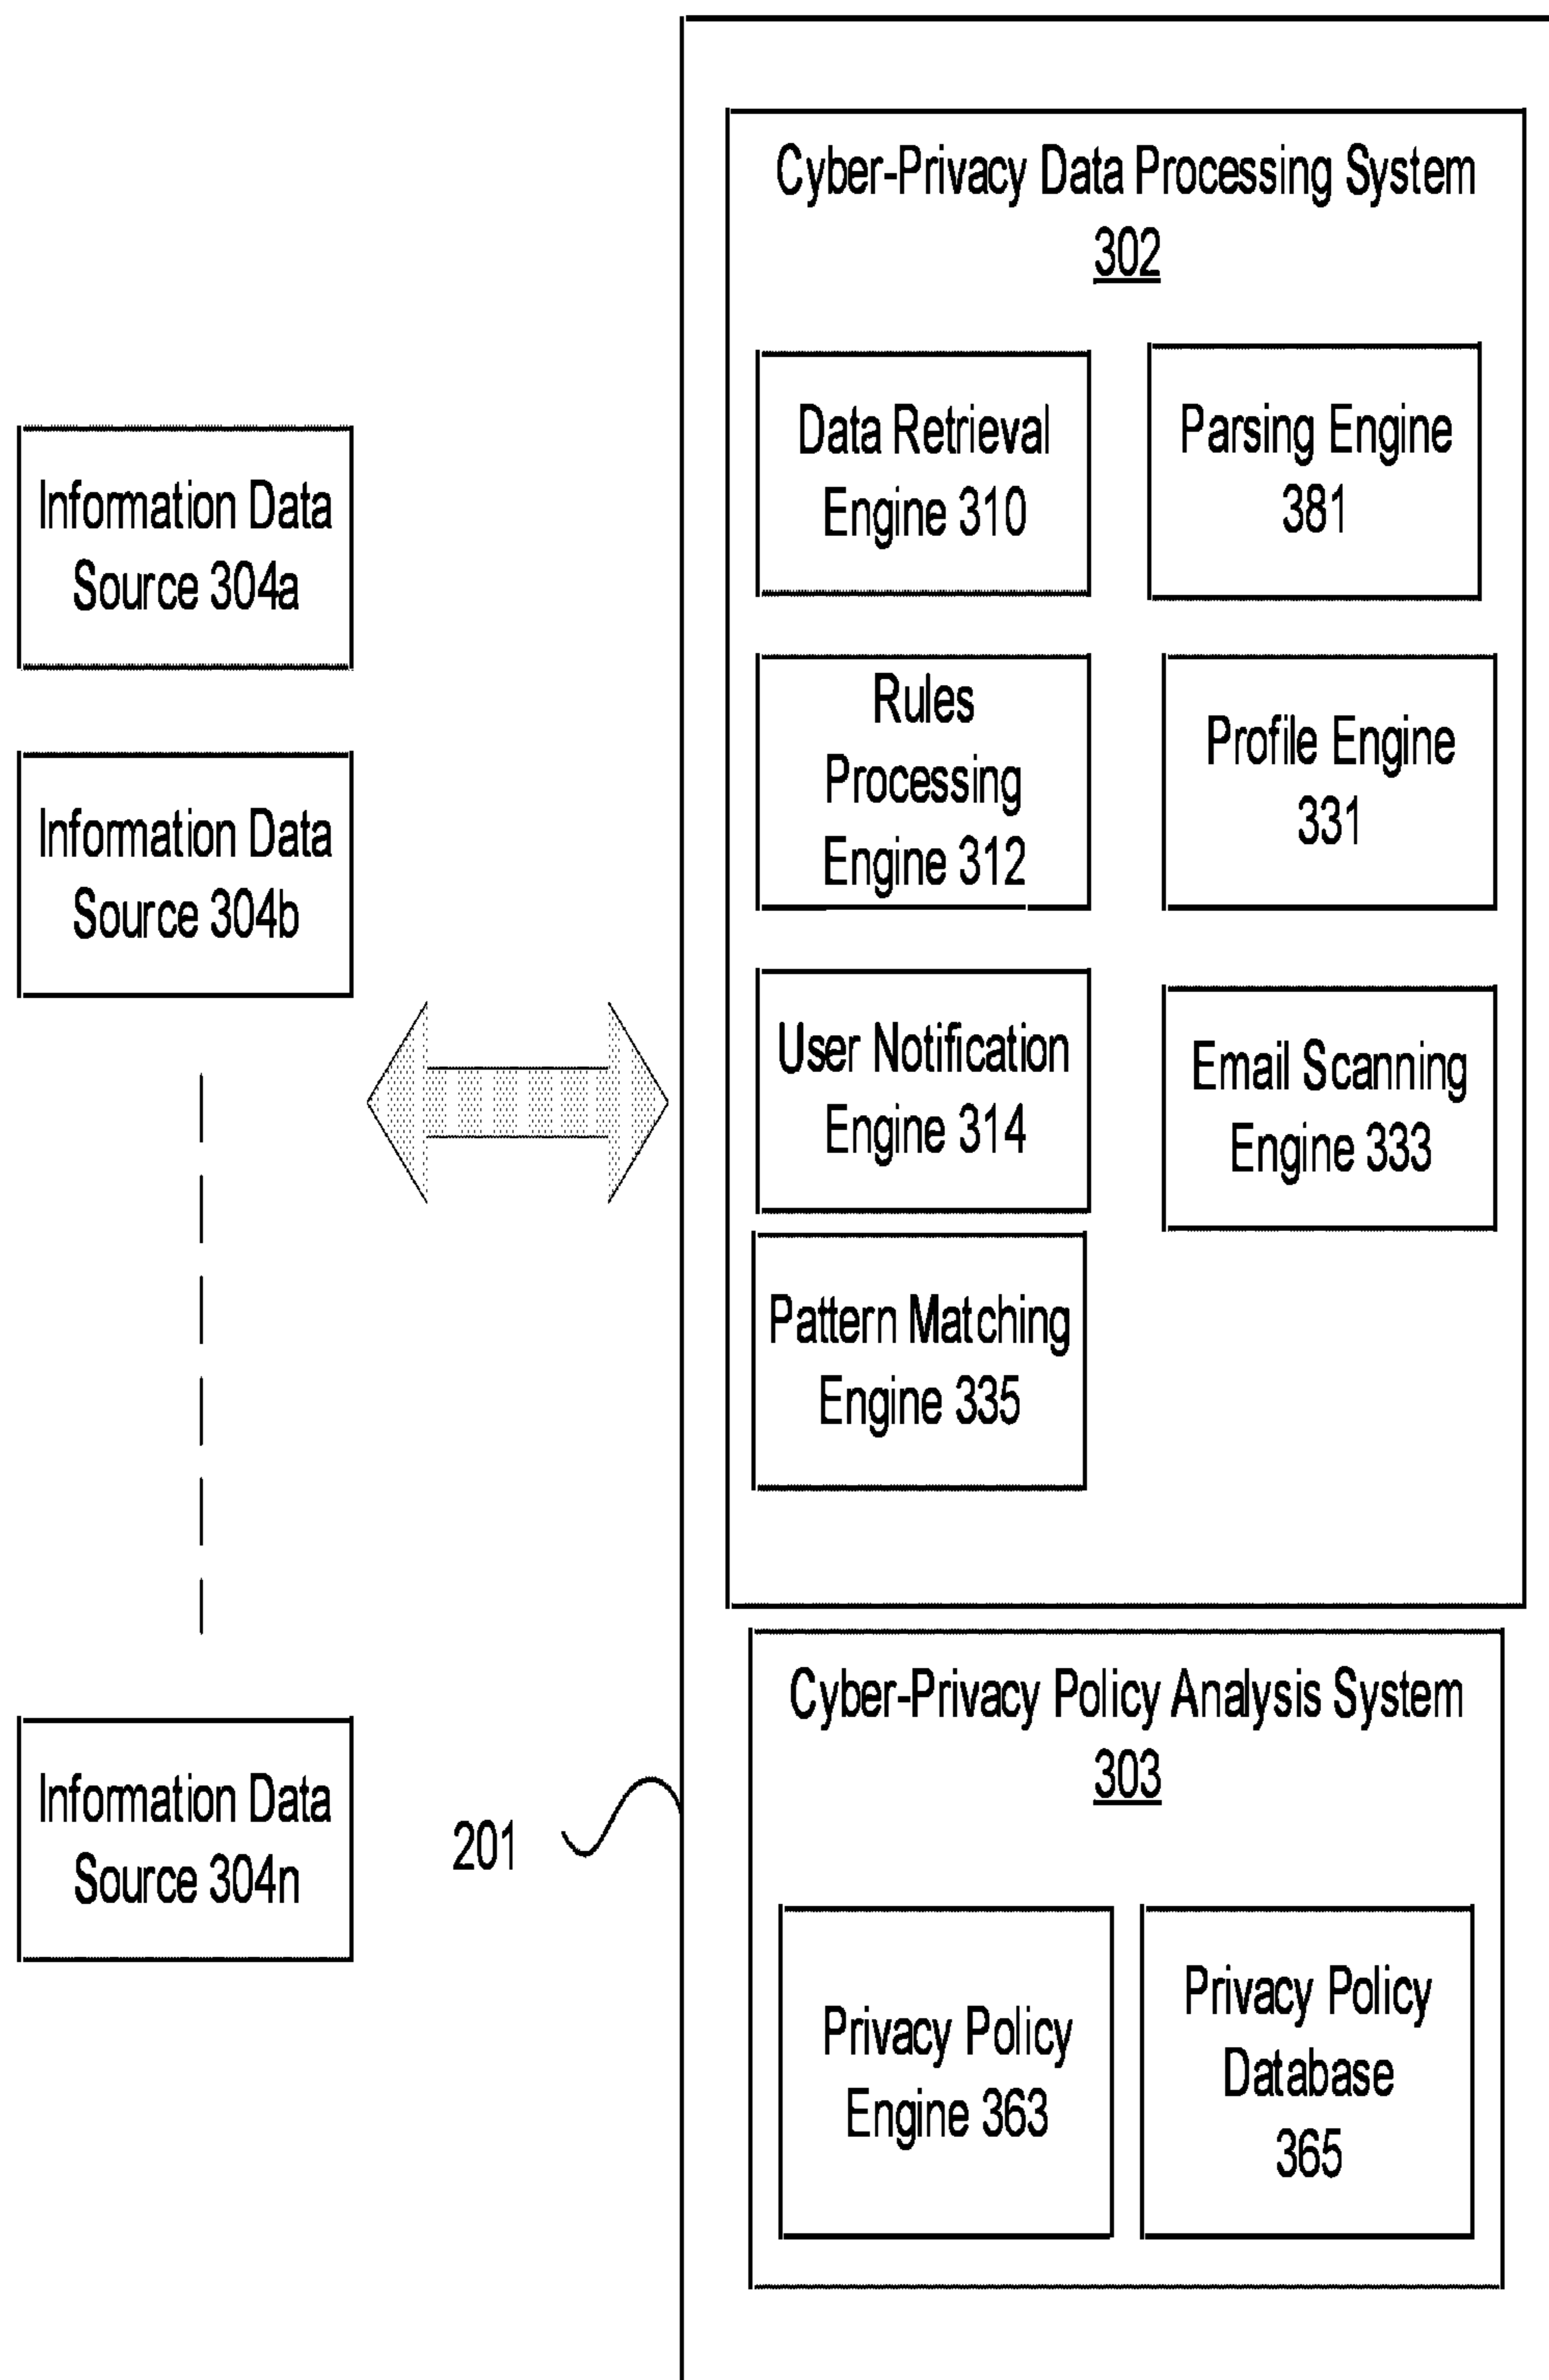 Cyber-Privacy Data Processing System
302
Data Retrieval
Engine 310
Parsing Engine
381
Information Data
Source 304a
Rules
Processing
Engine 312
Profile Engine
331
Information Data
Source 304b
User Notification
Engine 314
Email Scanning
Engine 333
Pattern Matching
Engine 335
Cyber-Privacy Policy Analysis System
303
Information Data
Source 304n
201
Privacy Policy
Engine 363
Privacy Policy
Database
365